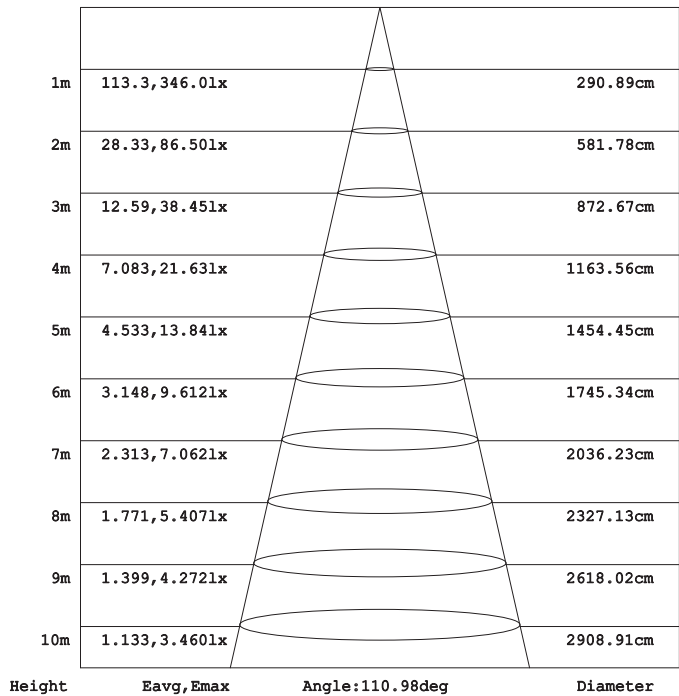 1m 113.3,346.0lx 290.89cm
2m 28.33,86.50lx 581.78cm
3m 12.59,38.45lx 872.67cm
4m 7.083,21.63lx 1163.56cm
5m 4.533,13.84lx 1454.45cm
6m 3.148,9.612lx 1745.34cm
7m 2.313,7.062lx 2036.23cm
8m 1.771,5.407lx 2327.13cm
9m 1.399,4.272lx 2618.02cm
10m 1.133,3.460lx 2908.91cm
Height Eavg,Emax Angle:110.98deg Diameter